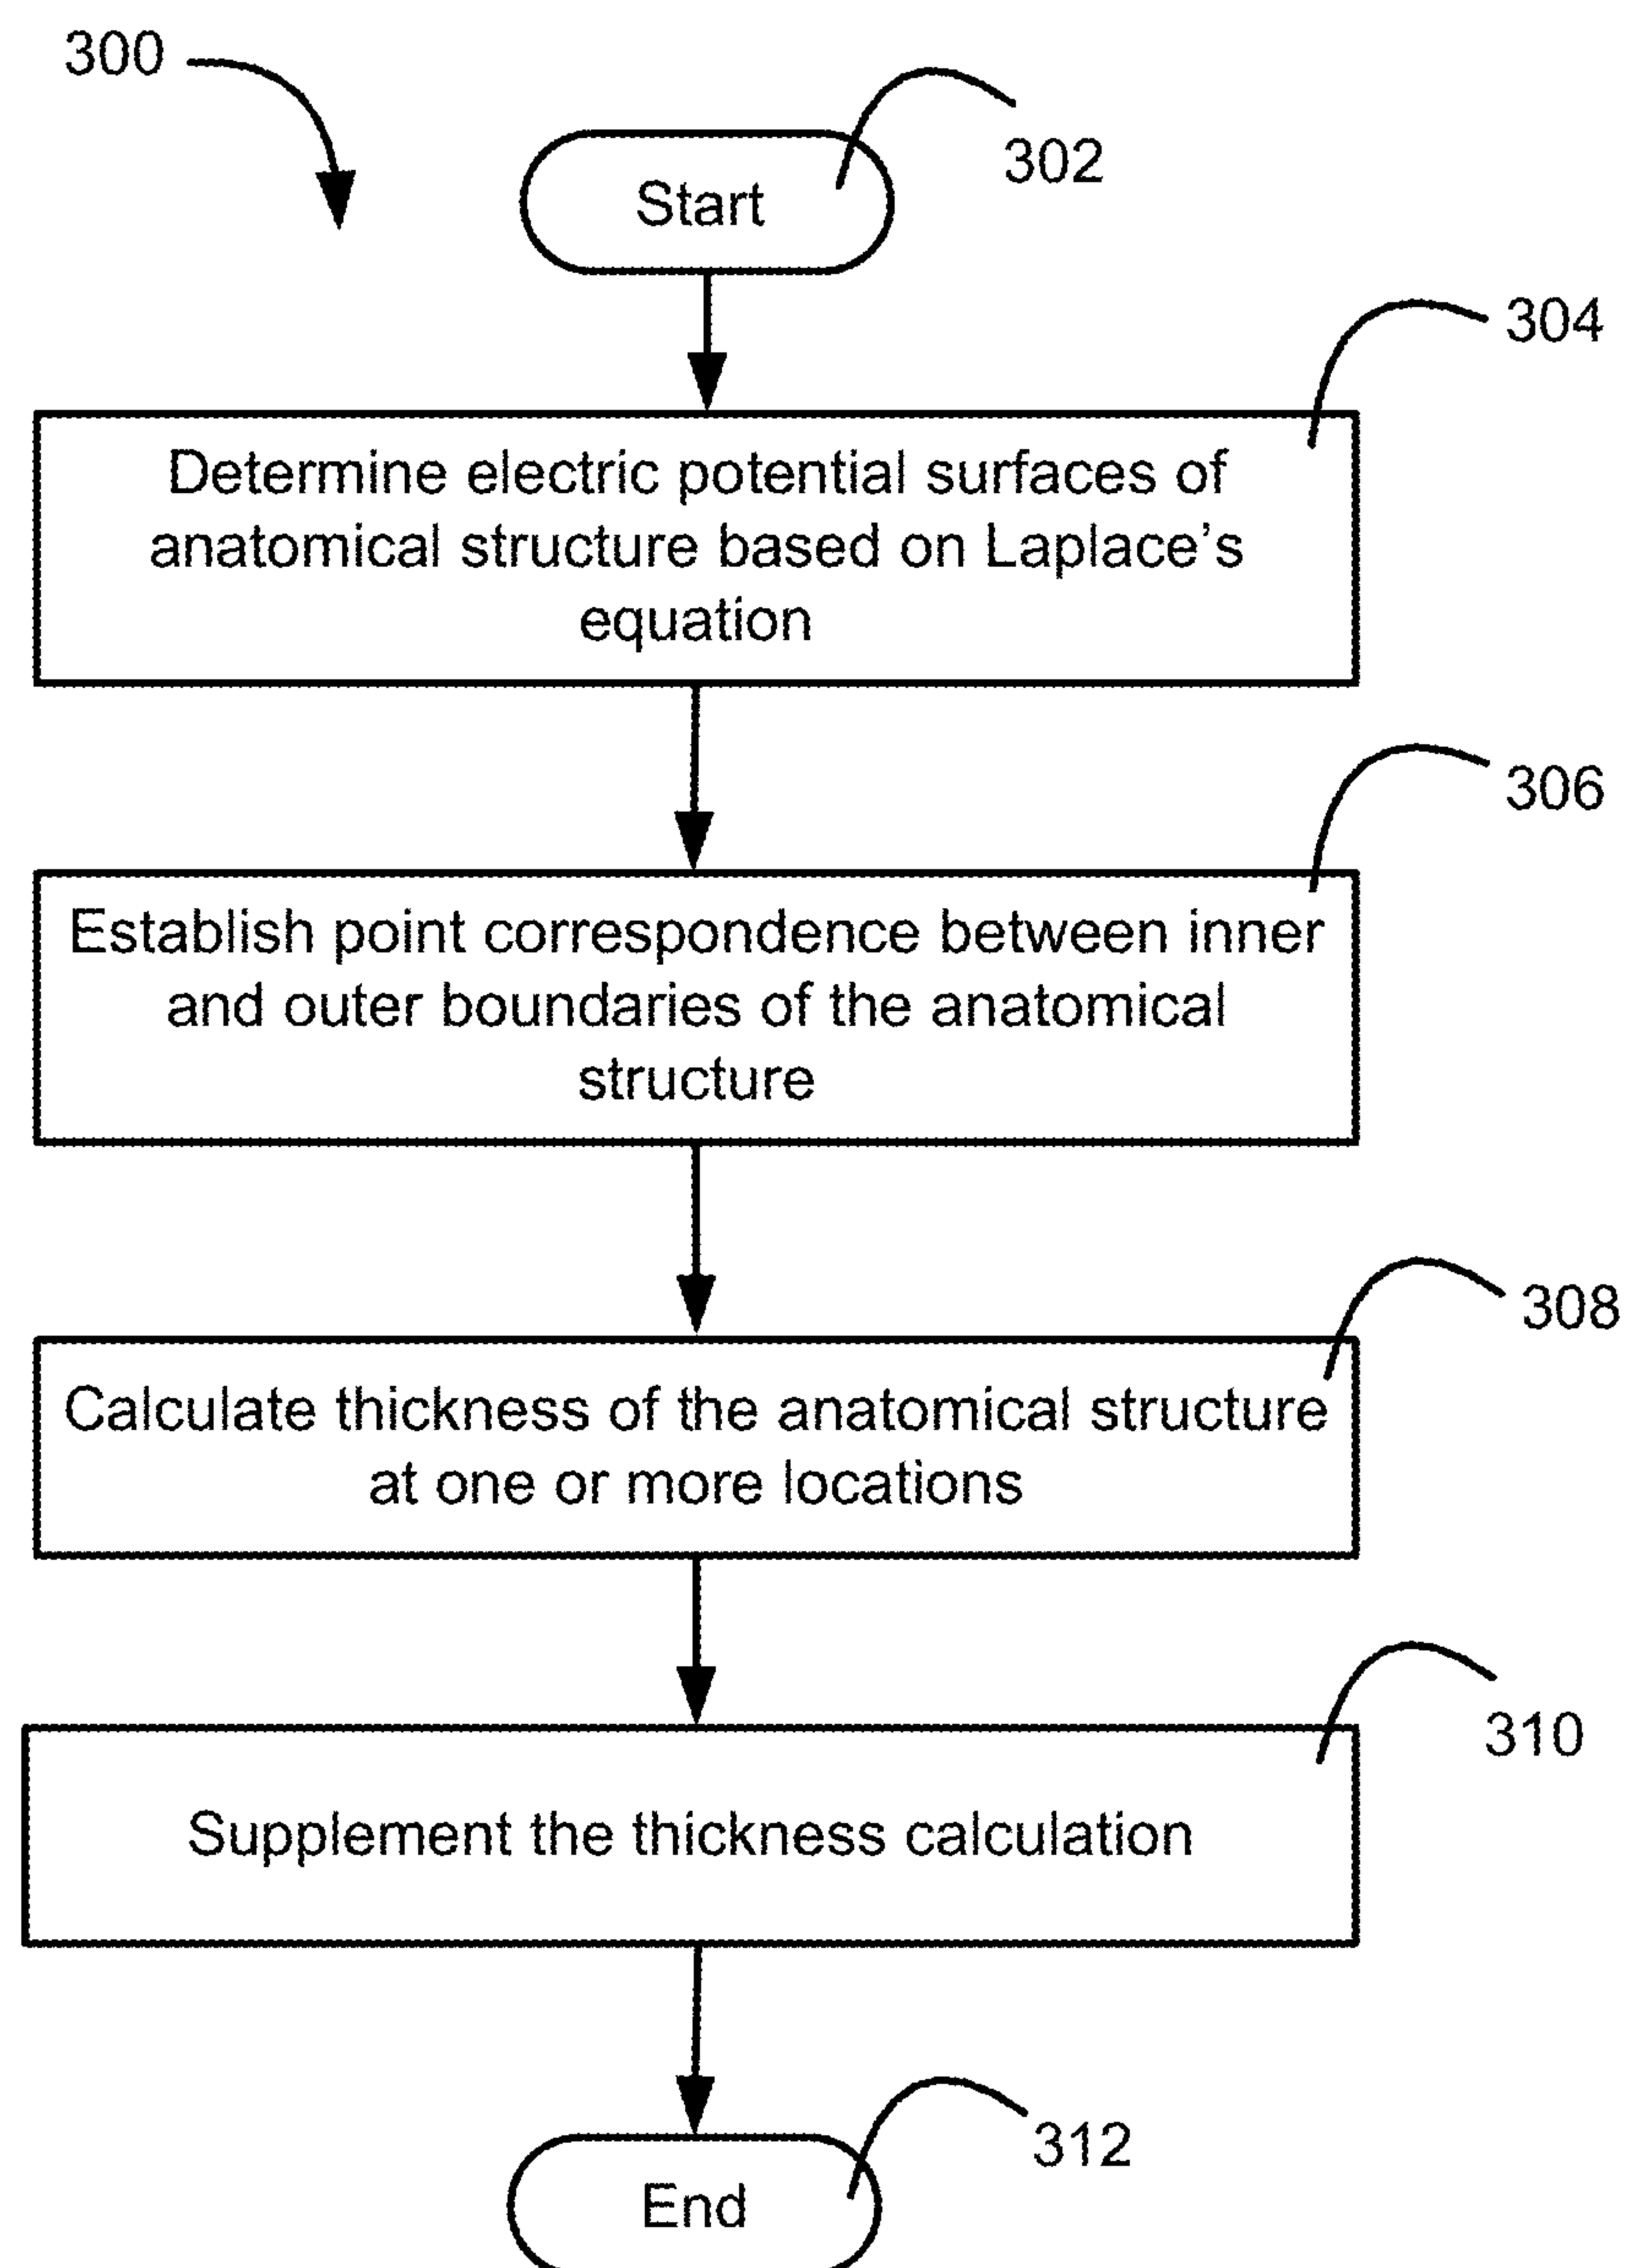 300
302
Start
304
Determine electric potential surfaces of
anatomical structure based on Laplace's
equation
306
Establish point correspondence between inner
and outer boundaries of the anatomical
structure
308
Calculate thickness of the anatomical structure
at one or more locations
310
Supplement the thickness calculation
312
End